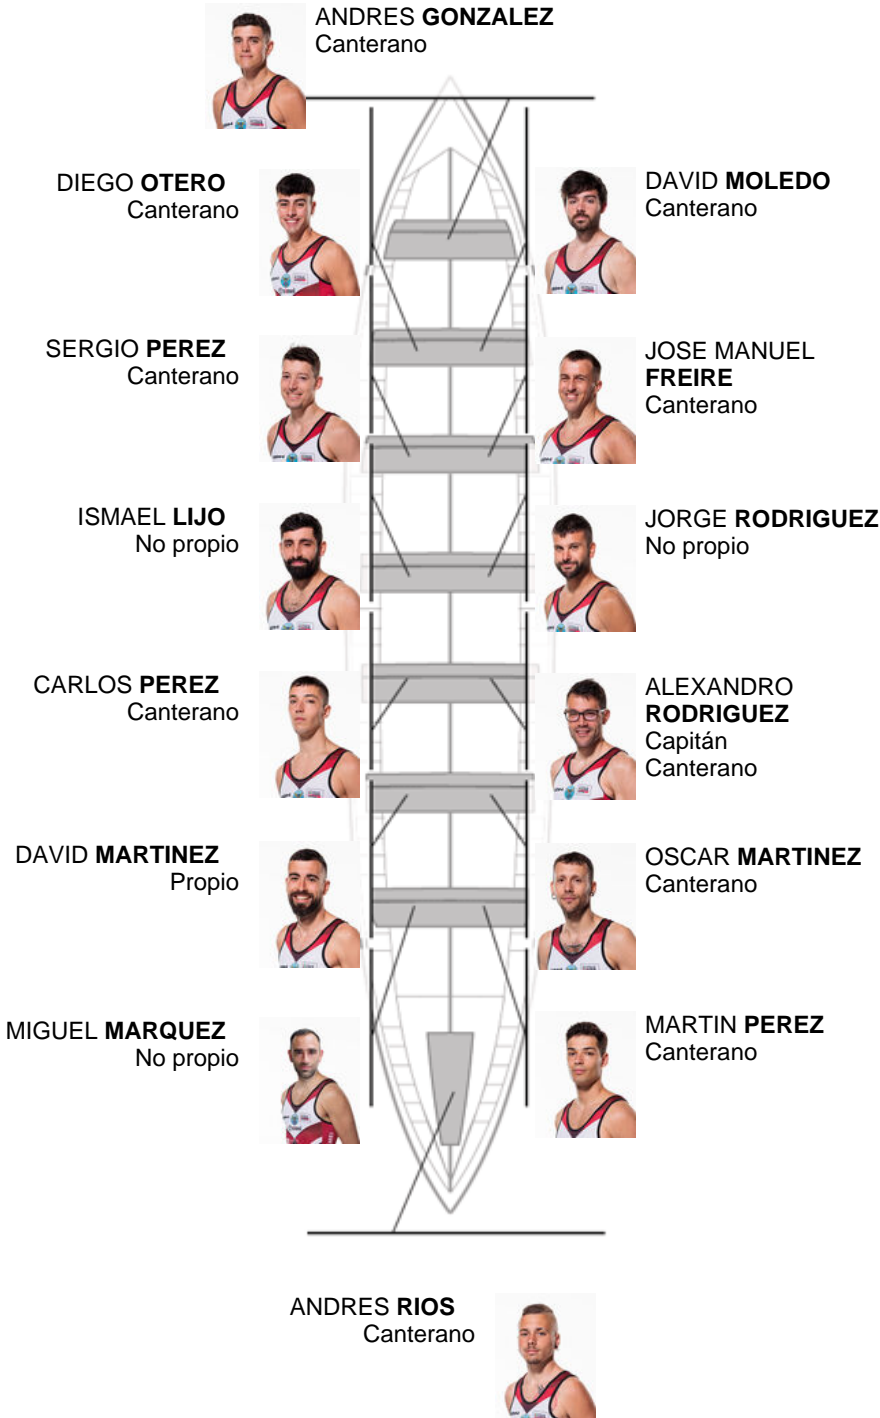 ANDRES GONZALEZ
Canterano
DIEGO OTERO
Canterano
DAVID MOLEDO
Canterano
SERGIO PEREZ
Canterano
JOSE MANUEL
FREIRE
Canterano
ISMAEL LIJO
No propio
JORGE RODRIGUEZ
No propio
CARLOS PEREZ
Canterano
ALEXANDRO
RODRIGUEZ
Capitán
Canterano
DAVID MARTINEZ
Propio
OSCAR MARTINEZ
Canterano
MIGUEL MARQUEZ
No propio
MARTIN PEREZ
Canterano
ANDRES RIOS
Canterano